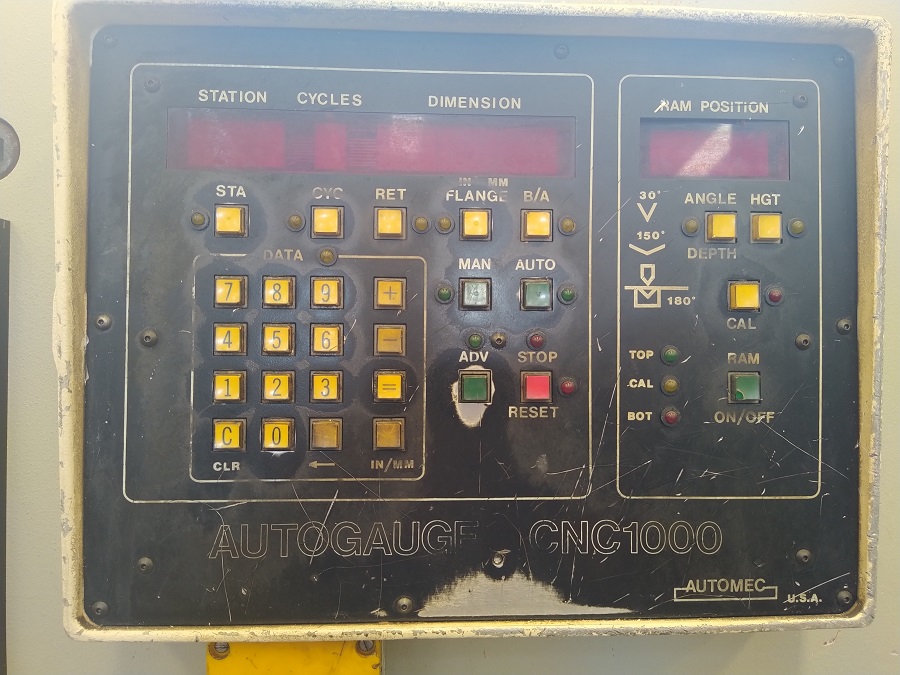 STATION CYCLES DIMENSION
RAM POSITION
IN MM
STA CYC RET FLANGE B/A
30° ANGLE HGT
150° DEPTH
DATA
MAN AUTO
7 8 9 +
180°
CAL
4 5 6 -
ADV STOP
TOP RAM
1 2 3 =
CAL
RESET
BOT ON/OFF
C 0
CLR ← IN/MM
AUTOGAUGE CNC1000
AUTOMEC
U.S.A.